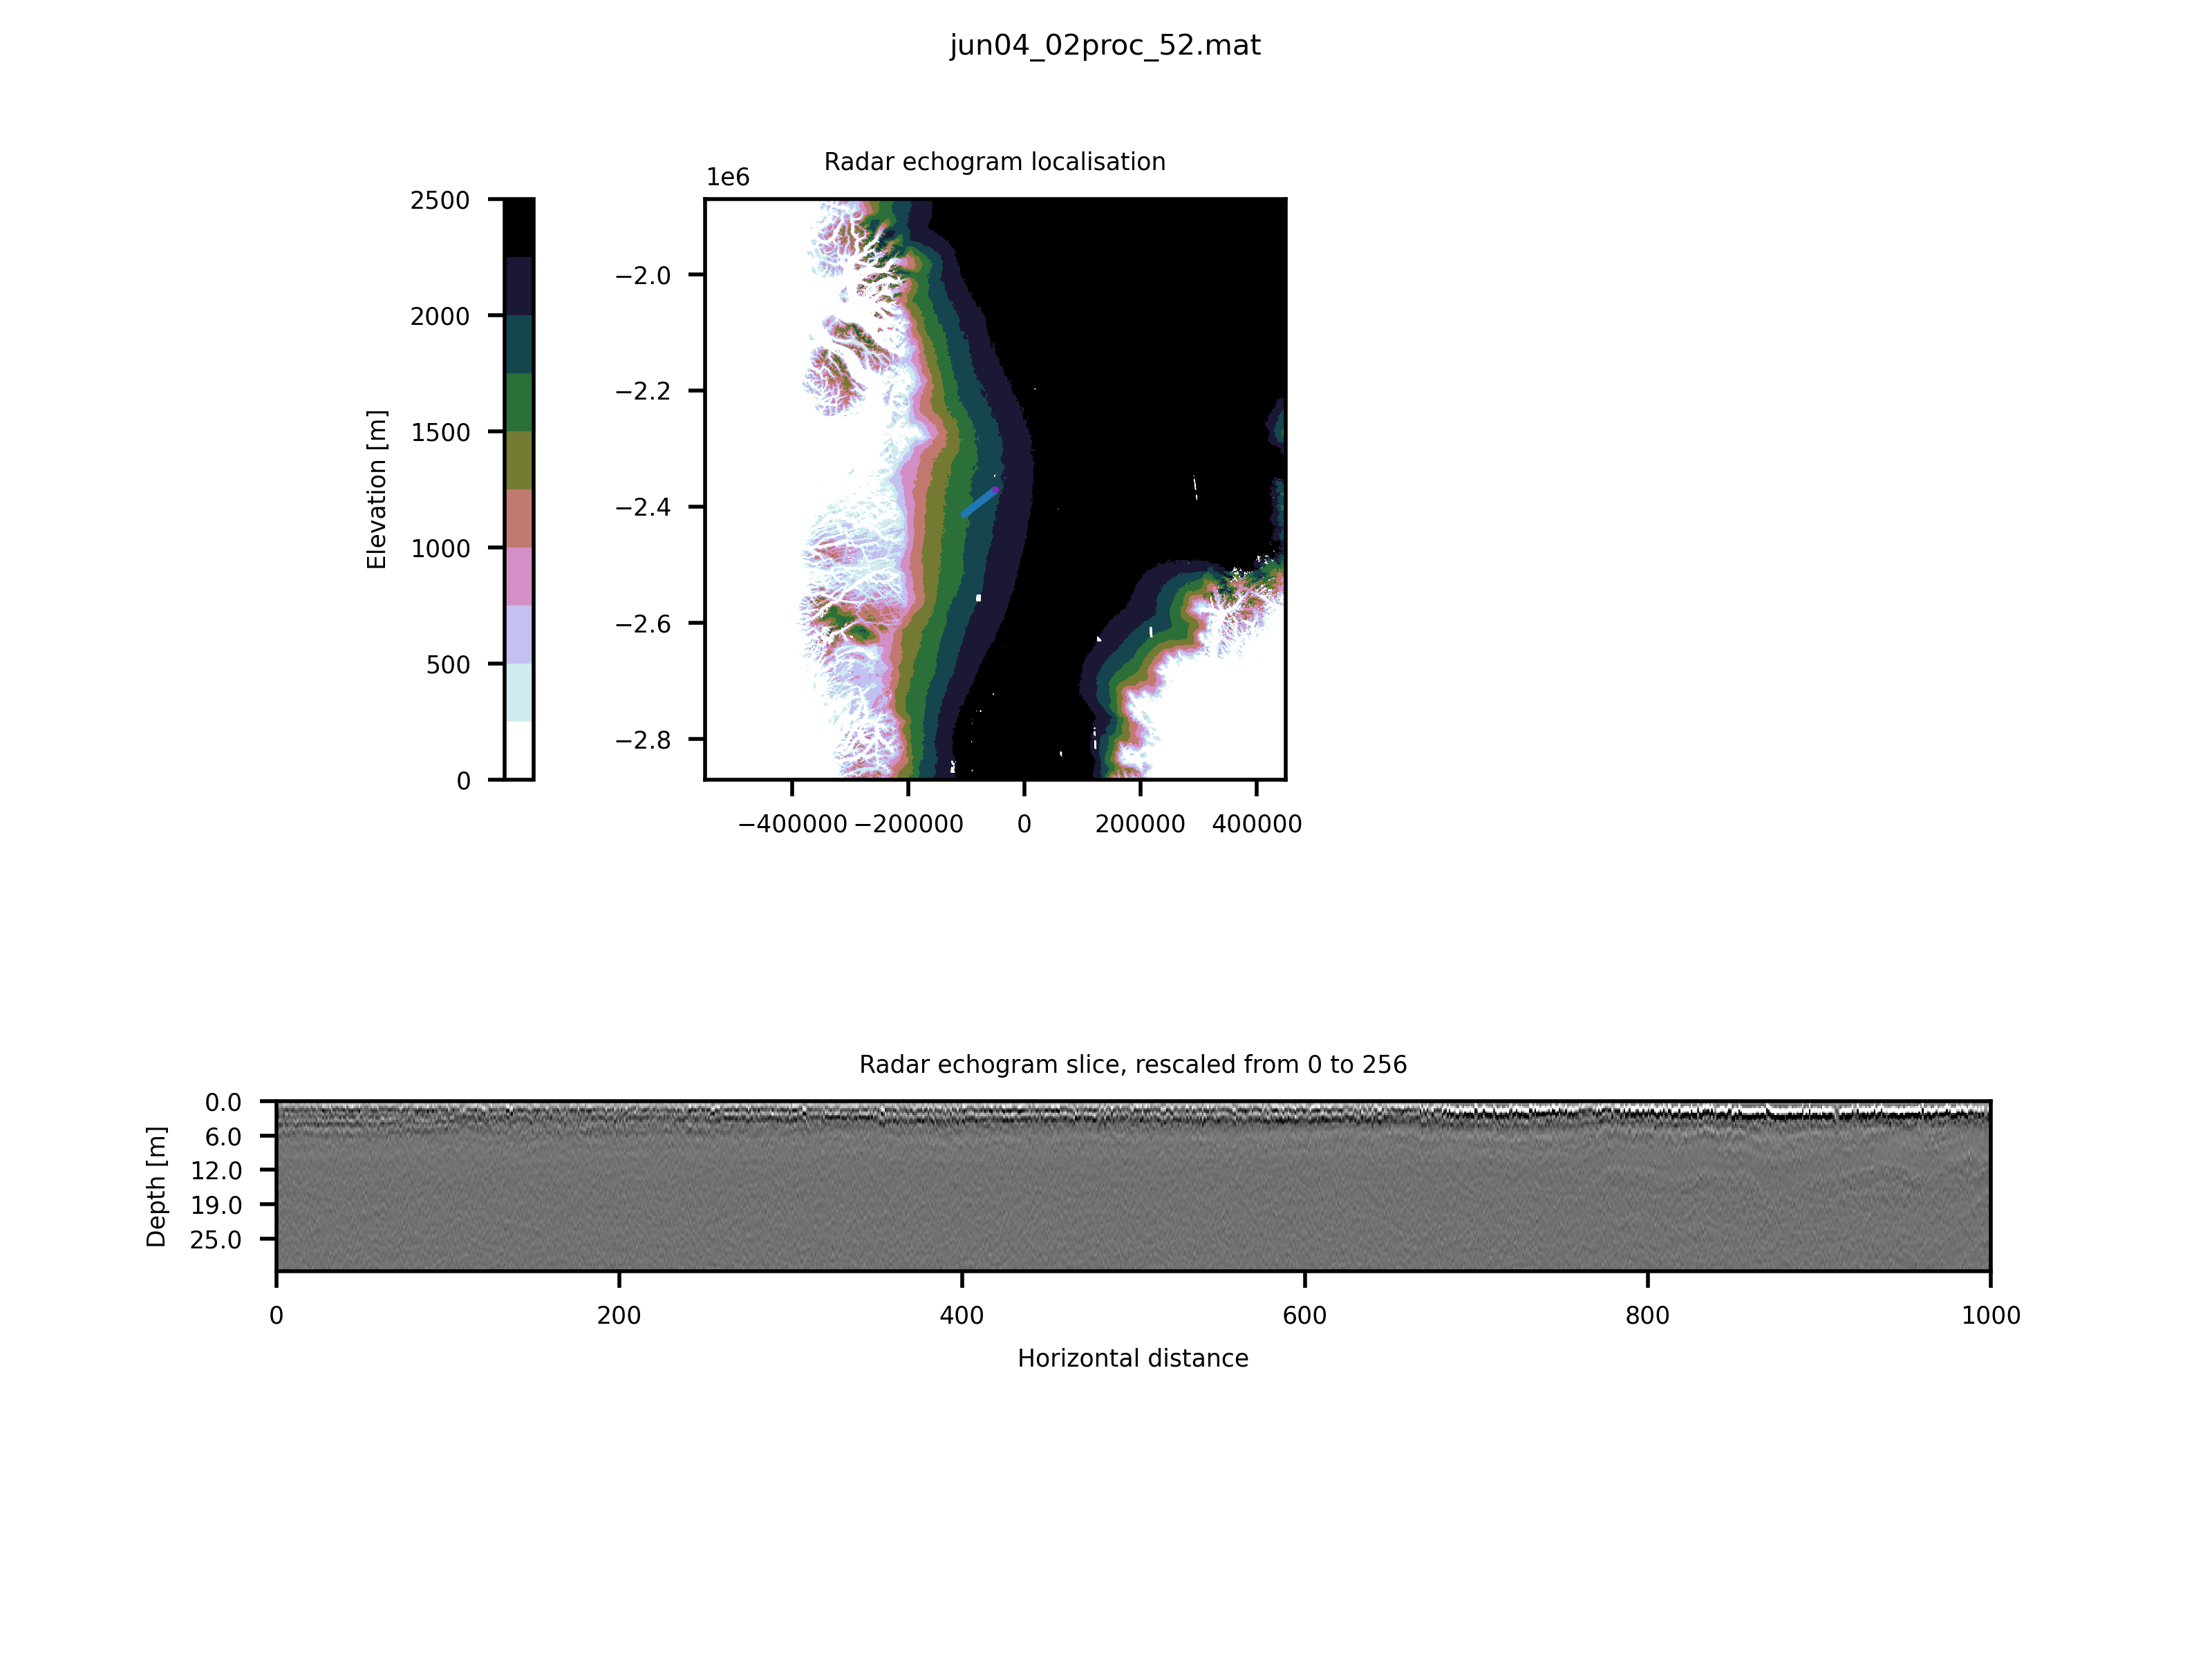 jun04_02proc_52.mat
Radar echogram localisation
1e6
Elevation [m]
2500
2000
1500
1000
500
0
−2.0
−2.2
−2.4
−2.6
−2.8
−400000 −200000 0 200000 400000
Radar echogram slice, rescaled from 0 to 256
Depth [m]
0.0
6.0
12.0
19.0
25.0
0 200 400 600 800 1000
Horizontal distance